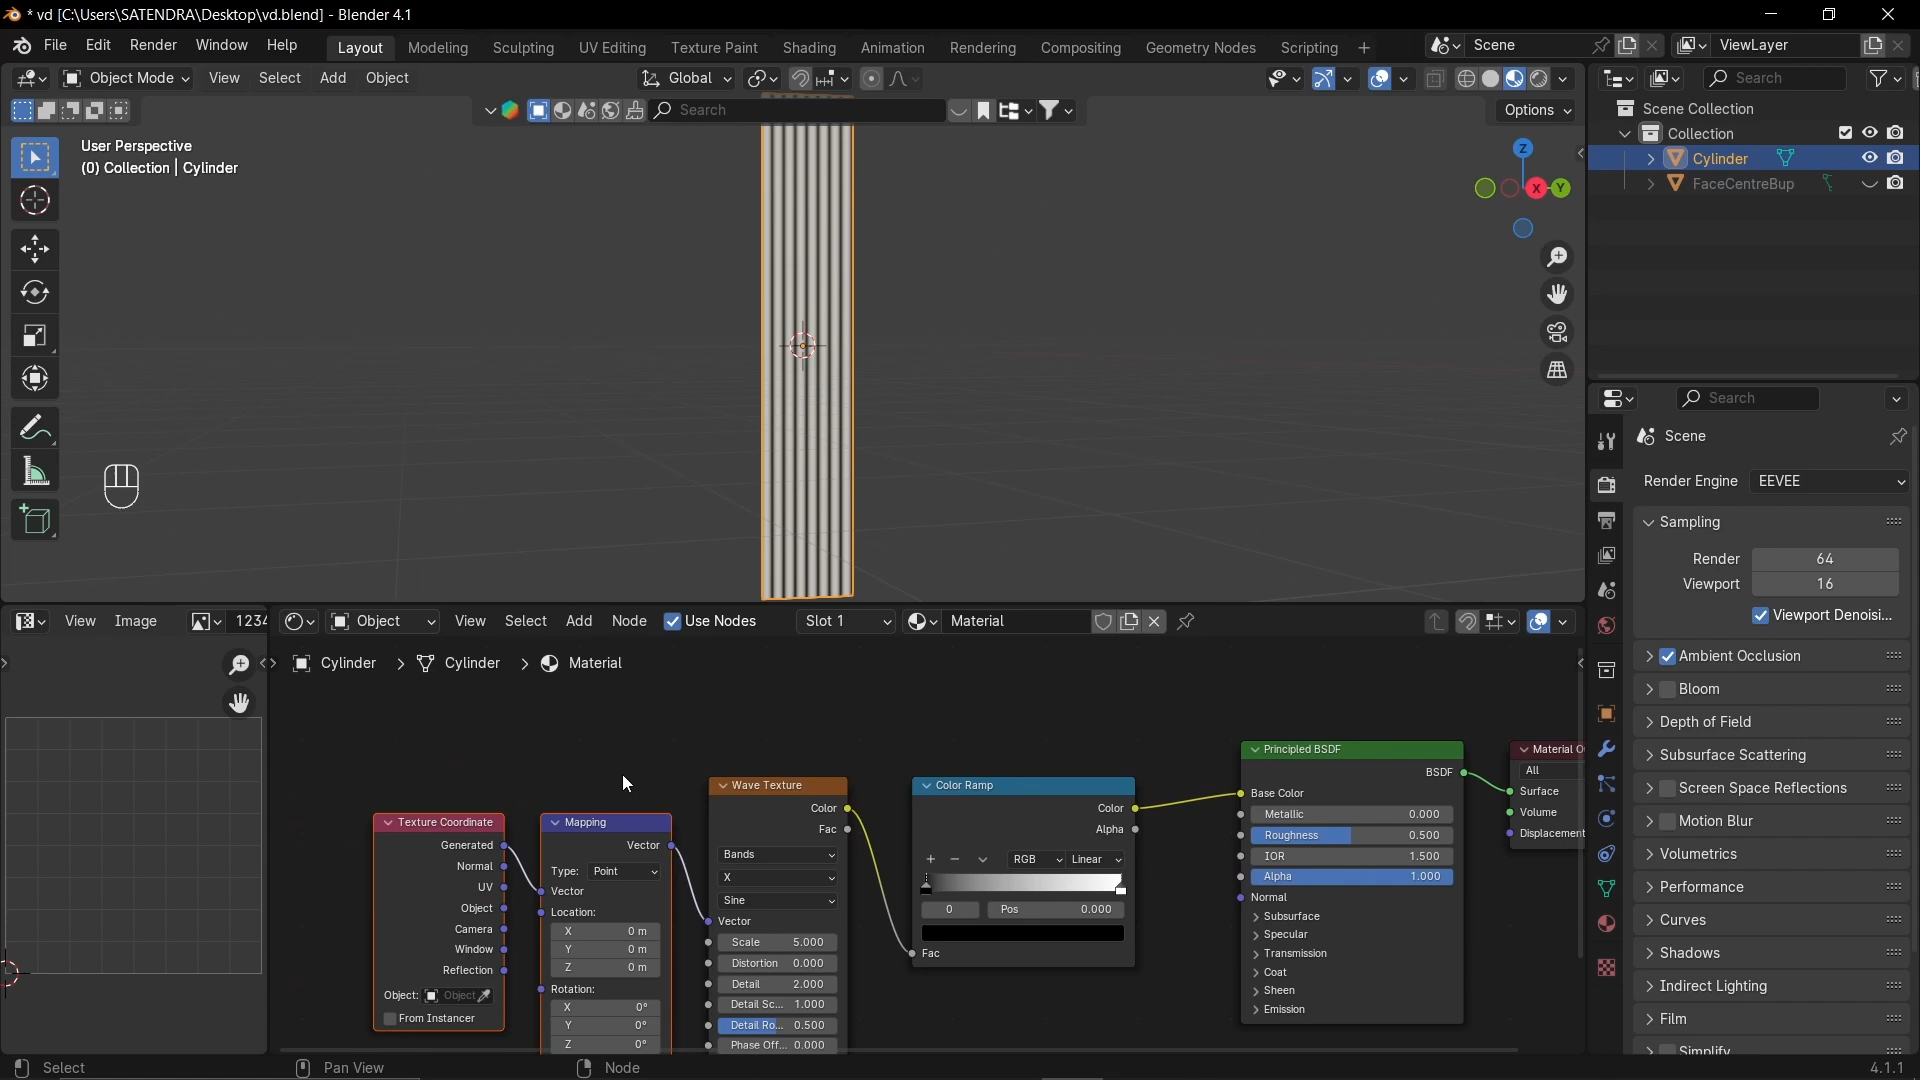 * vd [C:\Users\SATENDRA\Desktop\vd.blend] - Blender 4.1
File Edit Render Window Help Layout Modeling Sculpting UV Editing Texture Paint Shading Animation Rendering Compositing Geometry Nodes Scripting + Scene ViewLayer
Object Mode View Select Add Object Global Search
Search Options
User Perspective
(0) Collection | Cylinder
Z
X Y
Scene Collection
Collection
Cylinder
FaceCentreBup
Search
Scene
Render Engine EEVEE
Sampling
Render 64
Viewport 16
Viewport Denoisi...
Ambient Occlusion
Bloom
Depth of Field
Subsurface Scattering
Screen Space Reflections
Motion Blur
Volumetrics
Performance
Curves
Shadows
Indirect Lighting
Film
Simplify
View Image 1234
Object View Select Add Node Use Nodes Slot 1 Material
Cylinder > Cylinder > Material
Texture Coordinate
Generated
Normal
UV
Object
Camera
Window
Reflection
Object: Object
From Instancer
Mapping
Vector
Type: Point
Vector
Location:
X 0 m
Y 0 m
Z 0 m
Rotation:
X 0°
Y 0°
Z 0°
Wave Texture
Color
Fac
Bands
X
Sine
Vector
Scale 5.000
Distortion 0.000
Detail 2.000
Detail Sc... 1.000
Detail Ro... 0.500
Phase Off... 0.000
Color Ramp
Color
Alpha
+ − RGB Linear
0 Pos 0.000
Fac
Principled BSDF
BSDF
Base Color
Metallic 0.000
Roughness 0.500
IOR 1.500
Alpha 1.000
Normal
Subsurface
Specular
Transmission
Coat
Sheen
Emission
Material O
All
Surface
Volume
Displacement
Select Pan View Node 4.1.1